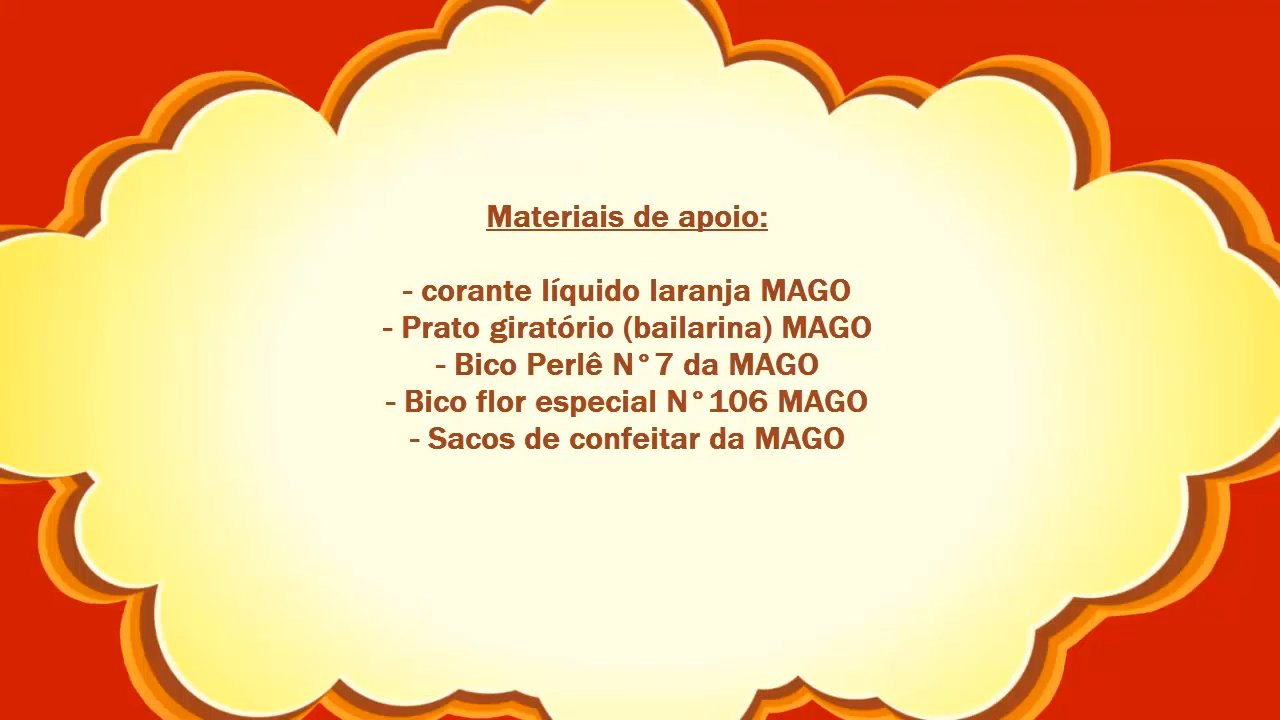 Materiais de apoio:
- corante líquido laranja MAGO
- Prato giratório (bailarina) MAGO
- Bico Perlê N°7 da MAGO
- Bico flor especial N°106 MAGO
- Sacos de confeitar da MAGO